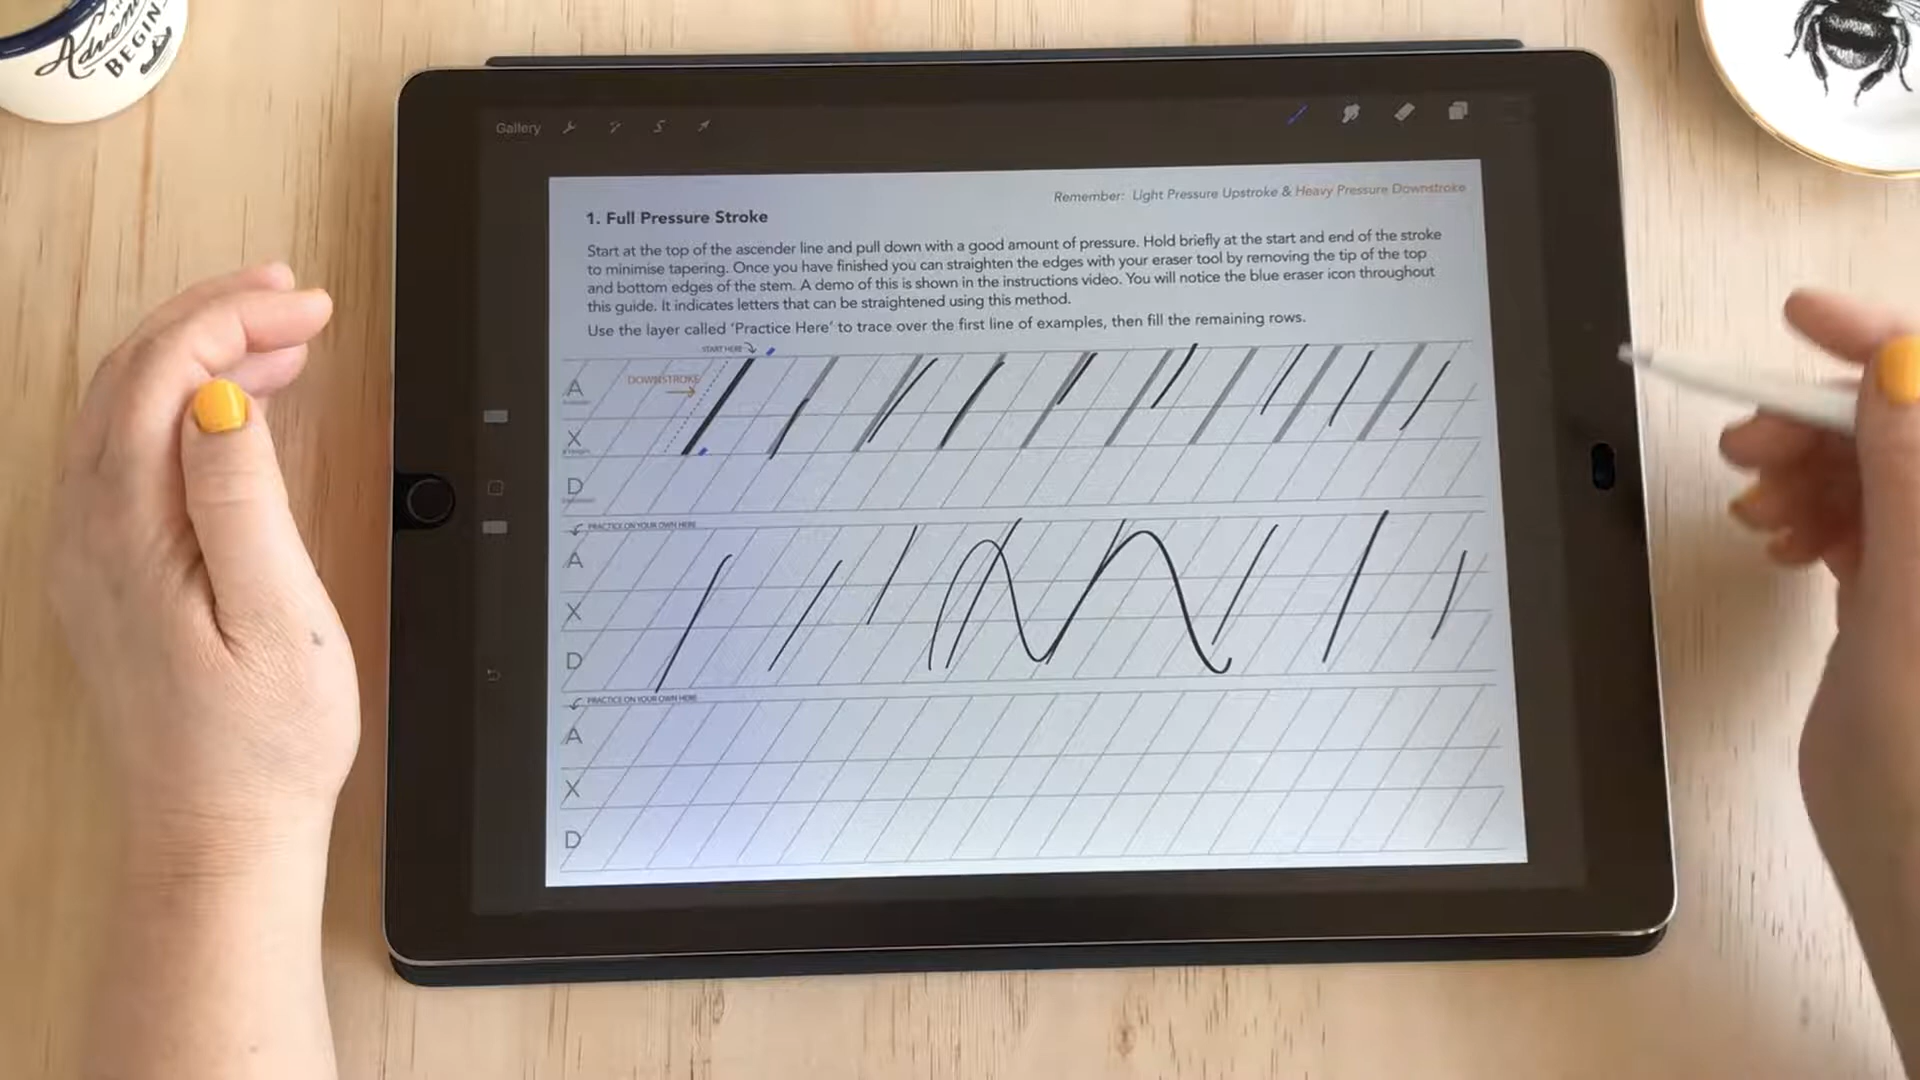 Adventure
BEGINS
Gallery
Remember: Light Pressure Upstroke & Heavy Pressure Downstroke
1. Full Pressure Stroke
Start at the top of the ascender line and pull down with a good amount of pressure. Hold briefly at the start and end of the stroke
to minimise tapering. Once you have finished you can straighten the edges with your eraser tool by removing the tip of the top
and bottom edges of the stem. A demo of this is shown in the instructions video. You will notice the blue eraser icon throughout
this guide. It indicates letters that can be straightened using this method.
Use the layer called ‘Practice Here’ to trace over the first line of examples, then fill the remaining rows.
START HERE
DOWNSTROKE
A
X
D
PRACTICE ON YOUR OWN HERE
A
X
D
PRACTICE ON YOUR OWN HERE
A
X
D